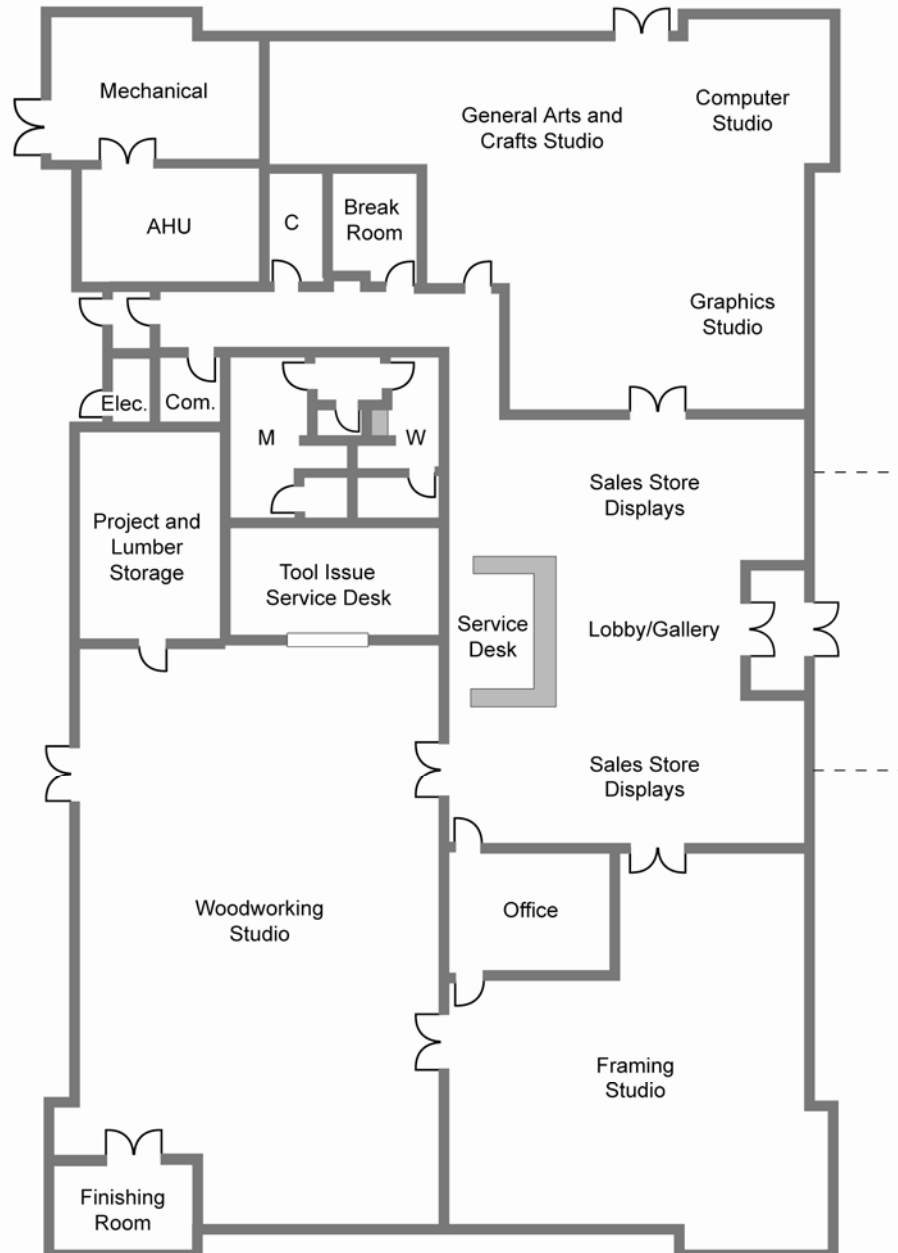 Mechanical
General Arts and
Crafts Studio
Computer
Studio
AHU
C
Break
Room
Graphics
Studio
Elec.
Com.
M
W
Sales Store
Displays
Project and
Lumber
Storage
Tool Issue
Service Desk
Service
Desk
Lobby/Gallery
Sales Store
Displays
Woodworking
Studio
Office
Framing
Studio
Finishing
Room